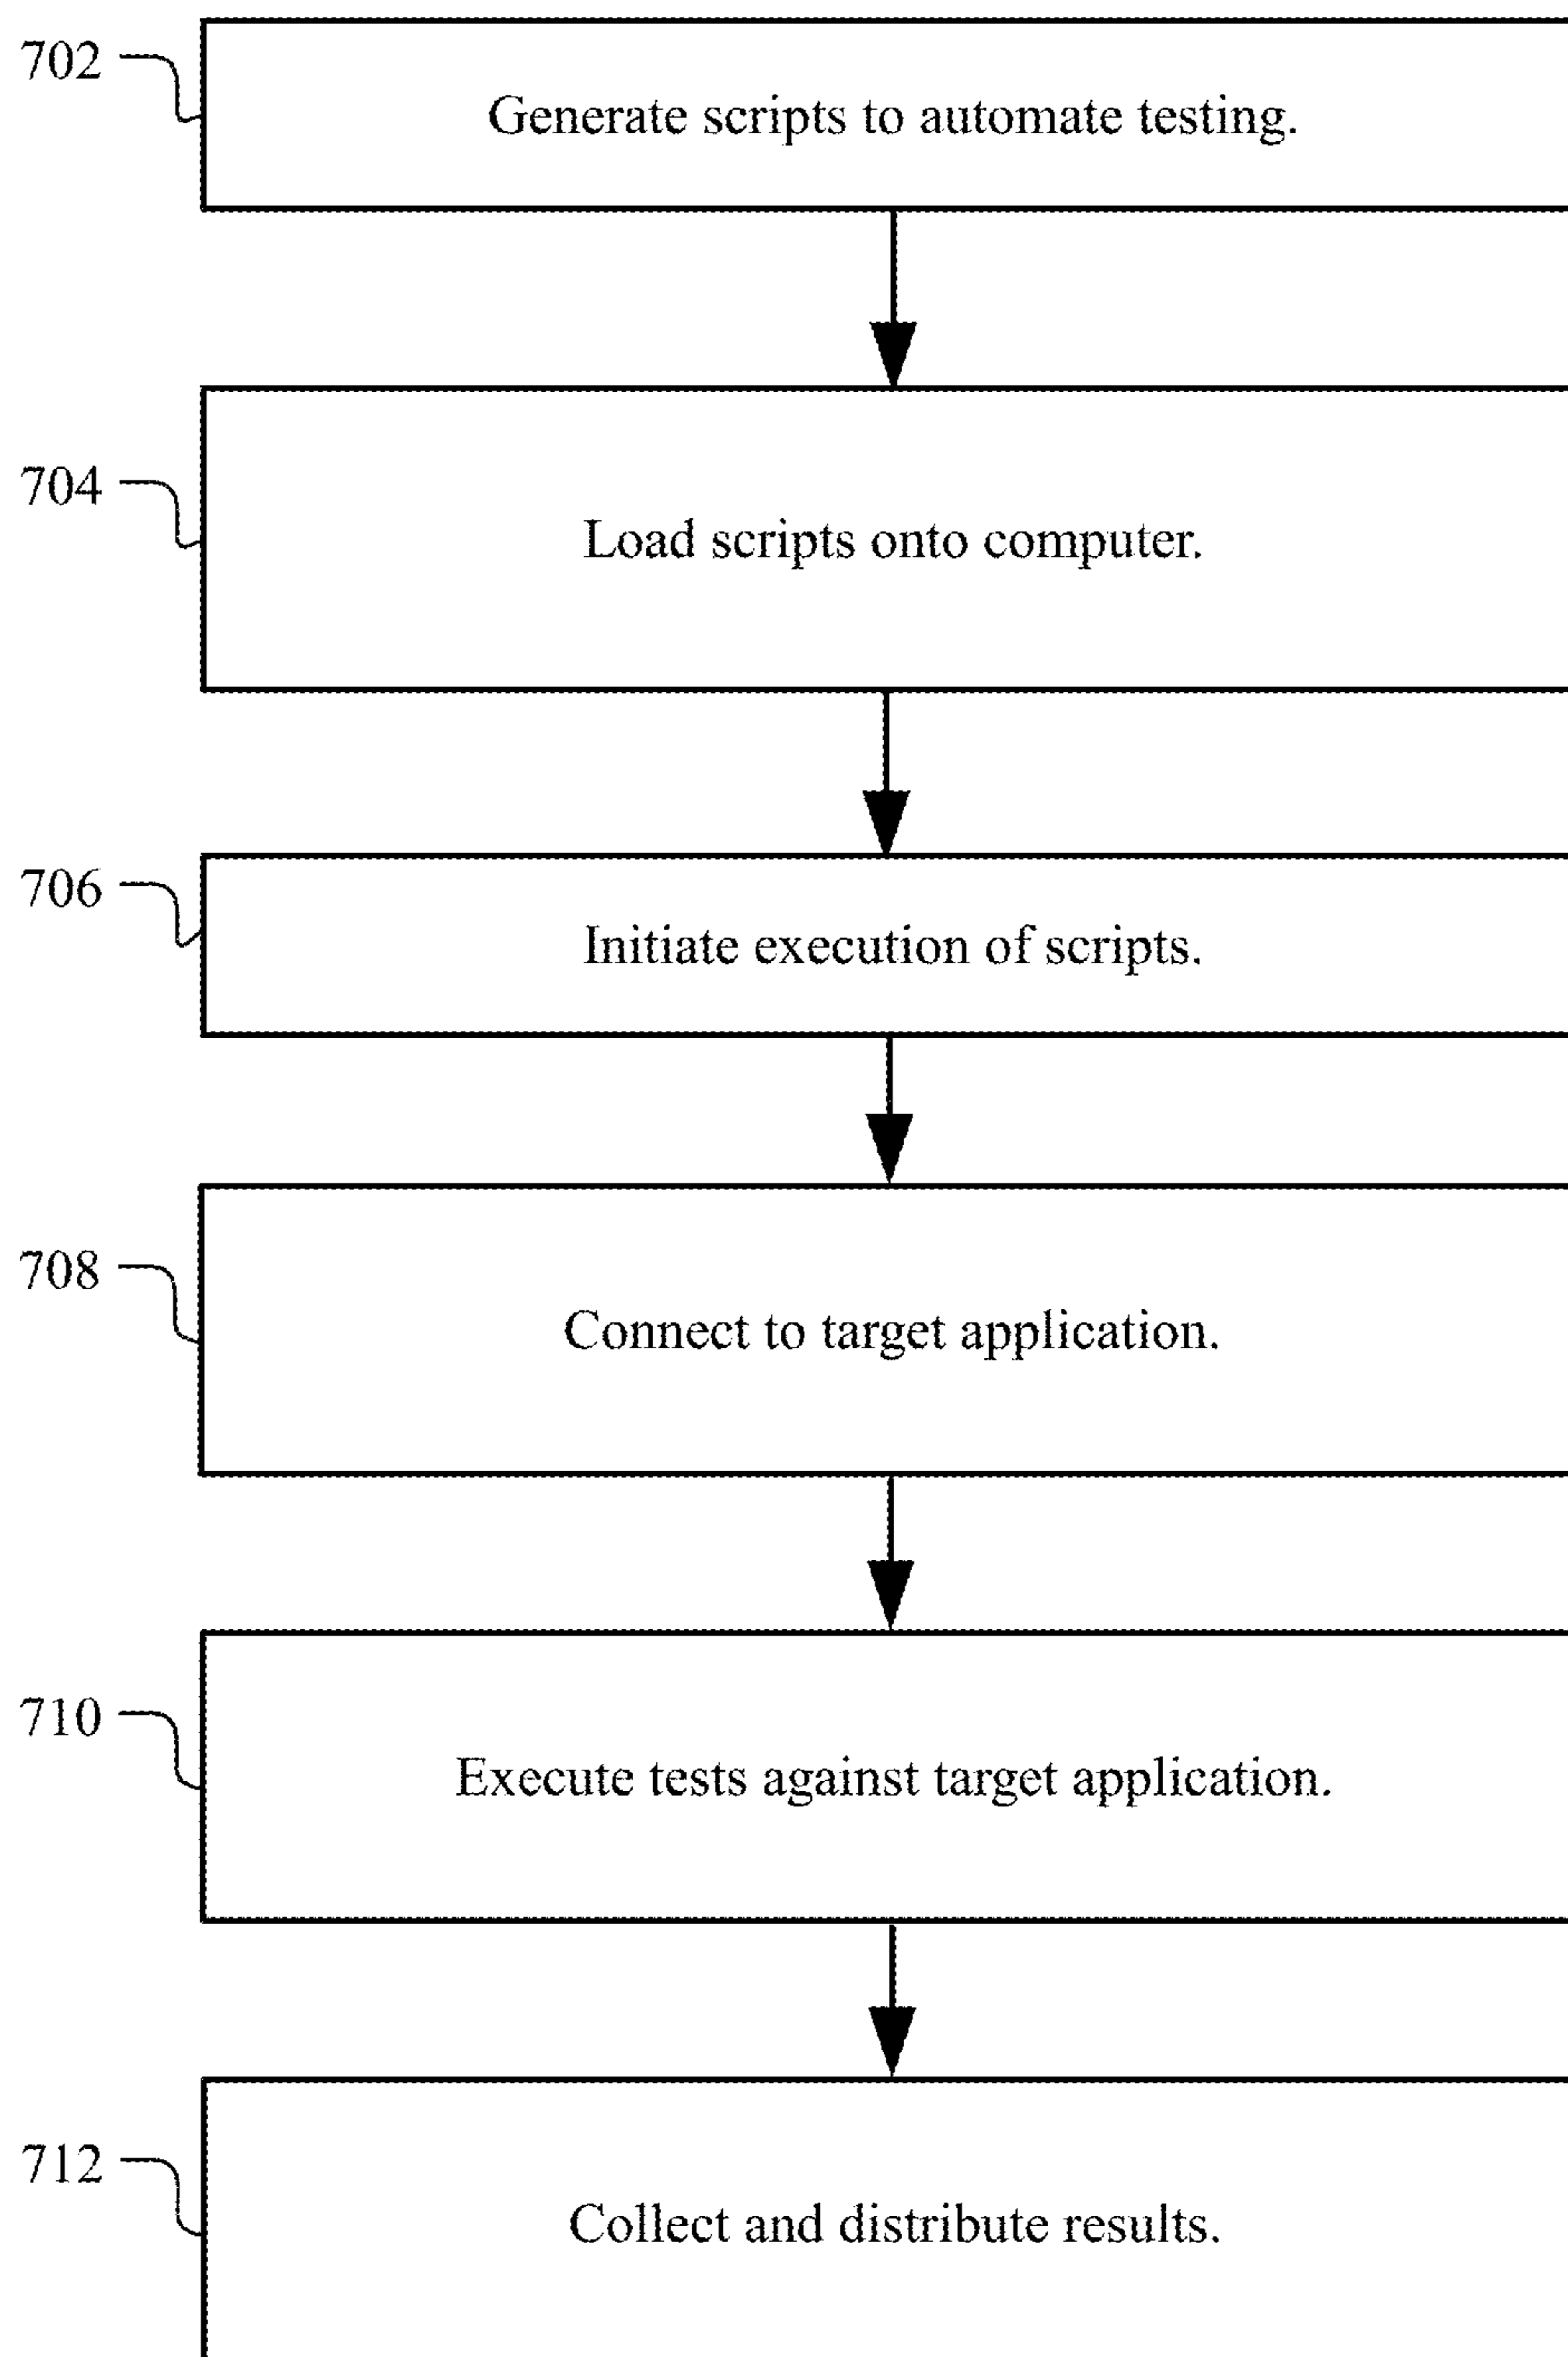 702
Generate scripts to automate testing.
704
Load scripts onto computer.
706
Initiate execution of scripts.
708
Connect to target application.
710
Execute tests against target application.
712
Collect and distribute results.